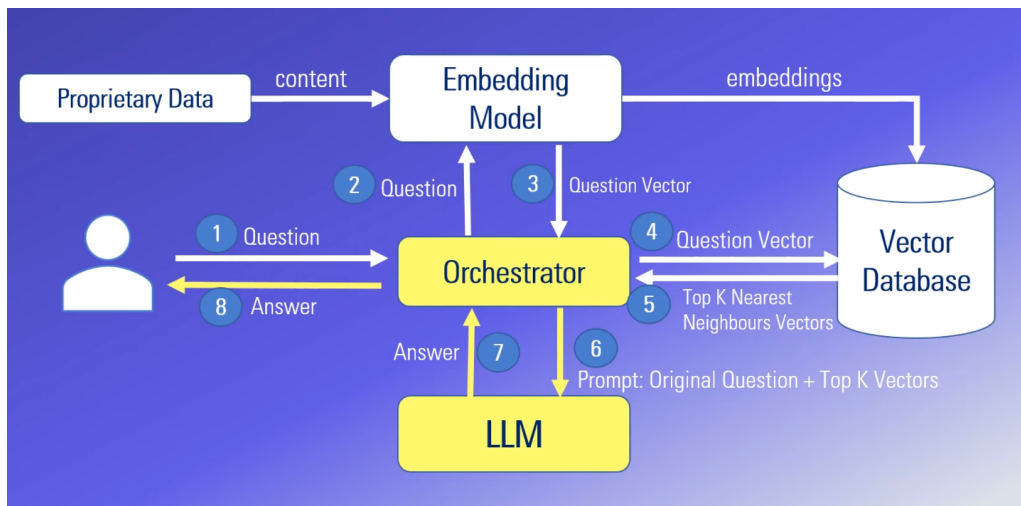 Proprietary Data
content
Embedding
Model
embeddings
2
Question
3
Question Vector
1
Question
4
Question Vector
Orchestrator
Vector
Database
8
Answer
5
Top K Nearest
Neighbours Vectors
Answer
7
6
Prompt: Original Question + Top K Vectors
LLM